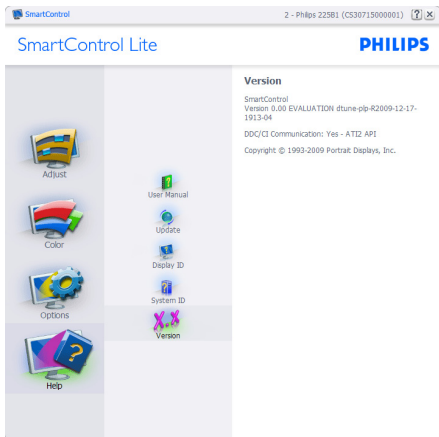 SmartControl
2 - Philips 225B1 (CS30715000001)
SmartControl Lite
PHILIPS
Adjust
Color
Options
Help
User Manual
Update
Display ID
System ID
X.X
Version
Version
SmartControl
Version 0.00 EVALUATION dtune-plp-R2009-12-17-
1913-04
DDC/CI Communication: Yes - ATI2 API
Copyright © 1993-2009 Portrait Displays, Inc.